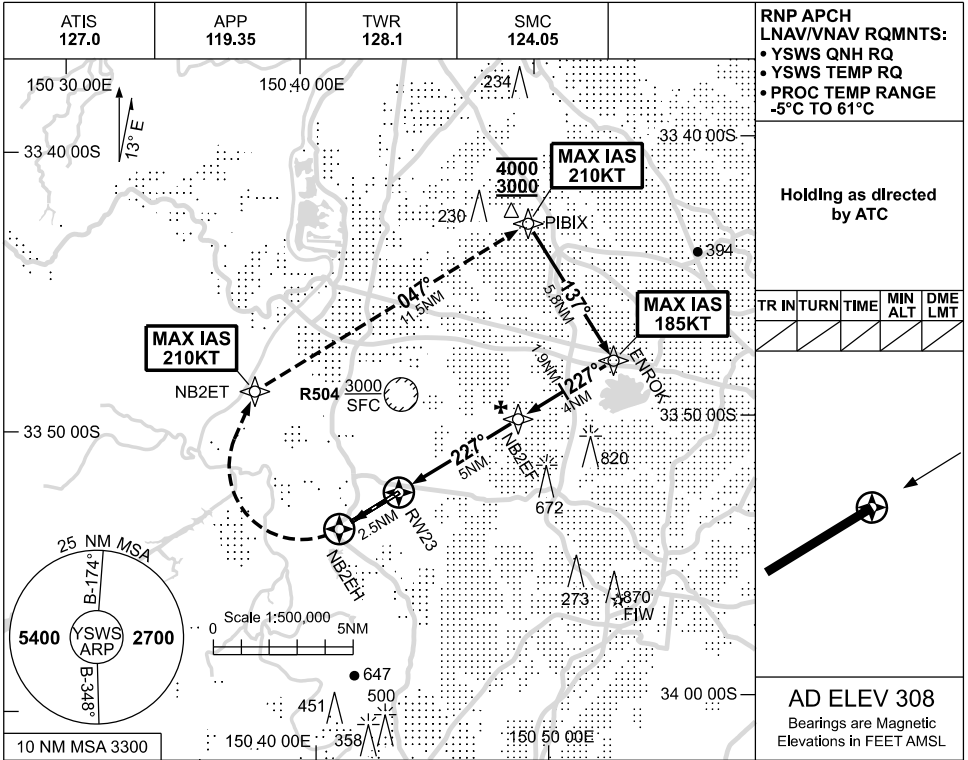 ATIS
127.0
APP
119.35
TWR
128.1
SMC
124.05
RNP APCH
LNAV/VNAV RQMNTS:
• YSWS QNH RQ
• YSWS TEMP RQ
• PROC TEMP RANGE
-5°C TO 61°C
150 30 00E
150 40 00E
13° E
33 40 00S
234
33 40 00S
4000
3000
MAX IAS
210KT
230
PIBIX
394
Holding as directed
by ATC
047°
11.5NM
137°
5.8NM
MAX IAS
185KT
TR IN
TURN
TIME
MIN
ALT
DME
LMT
MAX IAS
210KT
NB2ET
R504
3000
SFC
1.9NM
227°
4NM
ENROK
33 50 00S
33 50 00S
227°
5NM
NB2EF
820
672
RW23
2.5NM
NB2EH
25 NM MSA
B-174°
5400
YSWS
ARP
2700
B-348°
273
870
FIW
Scale 1:500,000
0
5NM
647
451
500
358
34 00 00S
10 NM MSA 3300
150 40 00E
150 50 00E
AD ELEV 308
Bearings are Magnetic
Elevations in FEET AMSL